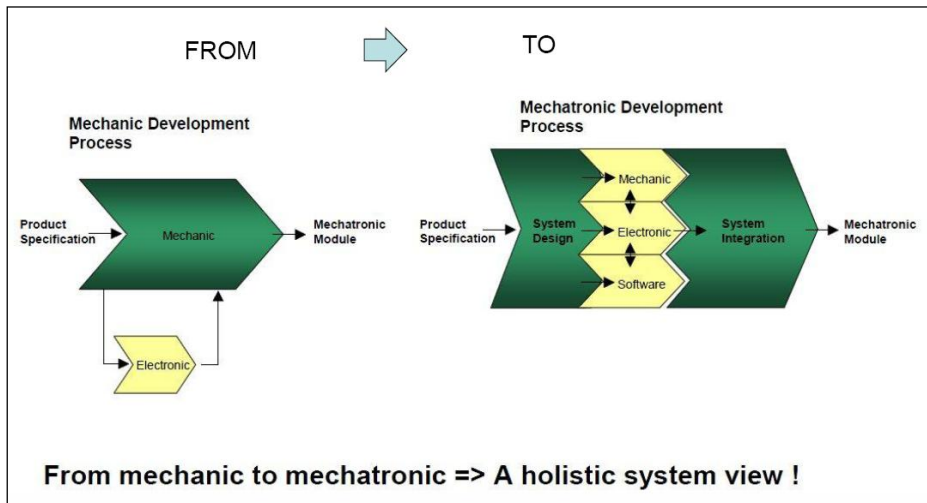 FROM
TO
Mechanic Development
Process
Product
Specification
Mechanic
Mechatronic
Module
Electronic
Mechatronic Development
Process
Product
Specification
System
Design
Mechanic
Electronic
Software
System
Integration
Mechatronic
Module
From mechanic to mechatronic => A holistic system view !